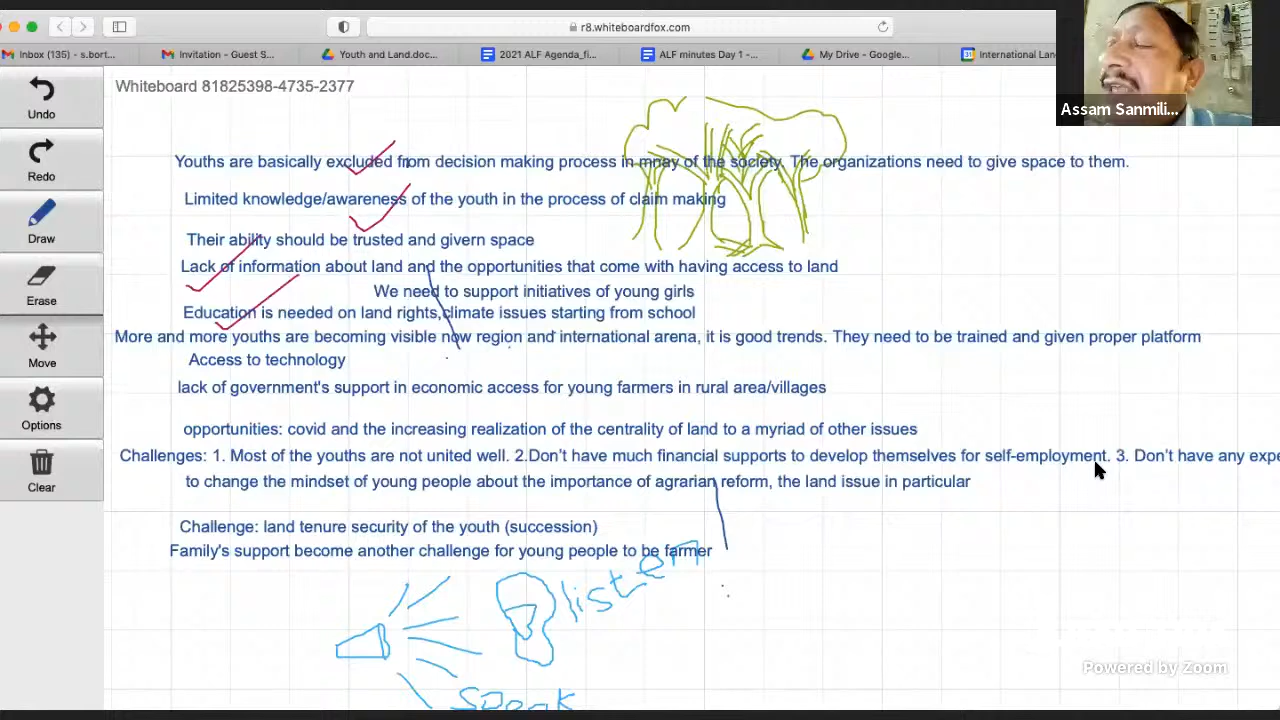 r8.whiteboardfox.com
Inbox (135) - s.bort...
Invitation - Guest S...
Youth and Land.doc...
2021 ALF Agenda_fi...
ALF minutes Day 1 -...
My Drive - Google...
International Lan
Assam Sanmili...
Whiteboard 81825398-4735-2377
Undo
Redo
Draw
Erase
Move
Options
Clear
Youths are basically excluded from decision making process in mnay of the society. The organizations need to give space to them.
Limited knowledge/awareness of the youth in the process of claim making
Their ability should be trusted and givern space
Lack of information about land and the opportunities that come with having access to land
We need to support initiatives of young girls
Education is needed on land rights,climate issues starting from school
More and more youths are becoming visible now region and international arena, it is good trends. They need to be trained and given proper platform
Access to technology
lack of government's support in economic access for young farmers in rural area/villages
opportunities: covid and the increasing realization of the centrality of land to a myriad of other issues
Challenges: 1. Most of the youths are not united well. 2.Don't have much financial supports to develop themselves for self-employment. 3. Don't have any expe
to change the mindset of young people about the importance of agrarian reform, the land issue in particular
Challenge: land tenure security of the youth (succession)
Family's support become another challenge for young people to be farmer
listen
speak
Powered by Zoom